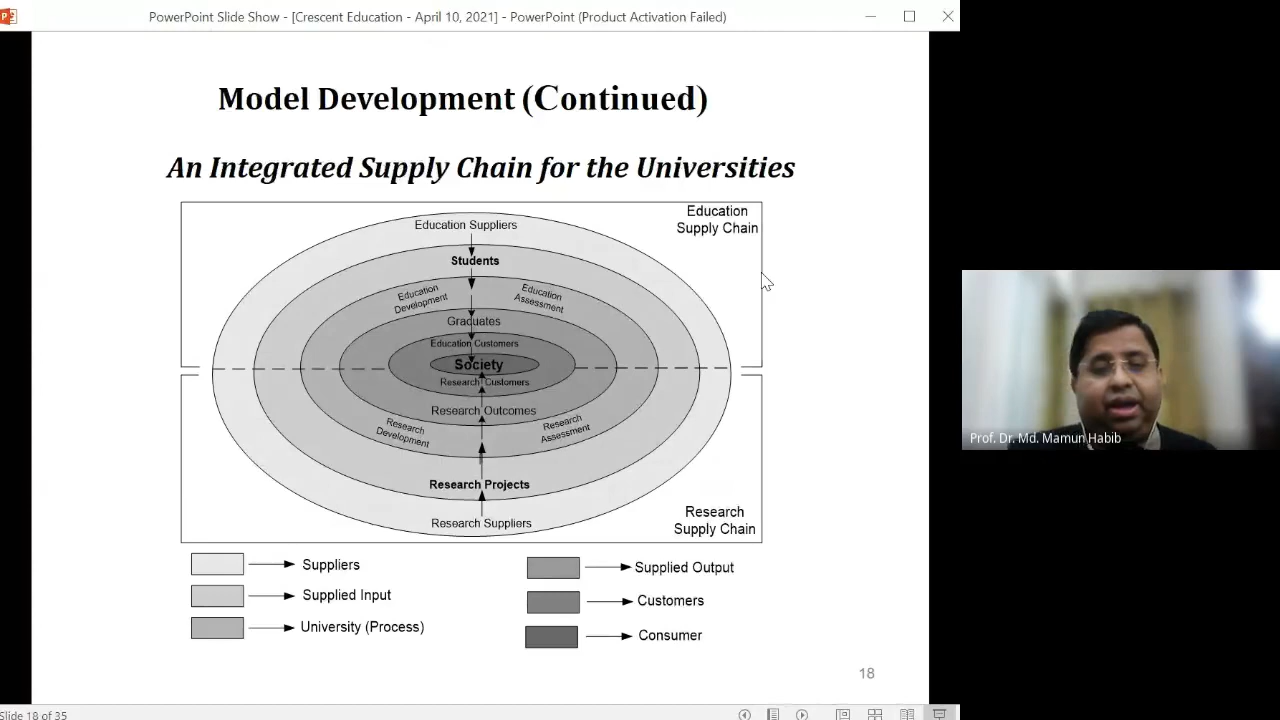 PowerPoint Slide Show - [Crescent Education - April 10, 2021] - PowerPoint (Product Activation Failed)
Model Development (Continued)
An Integrated Supply Chain for the Universities
Education
Supply Chain
Education Suppliers
Students
Education
Development
Education
Assessment
Graduates
Education Customers
Society
Research Customers
Research Outcomes
Research
Development
Research
Assessment
Research Projects
Research Suppliers
Research
Supply Chain
Suppliers
Supplied Input
University (Process)
Supplied Output
Customers
Consumer
18
Slide 18 of 35
Prof. Dr. Md. Mamun Habib